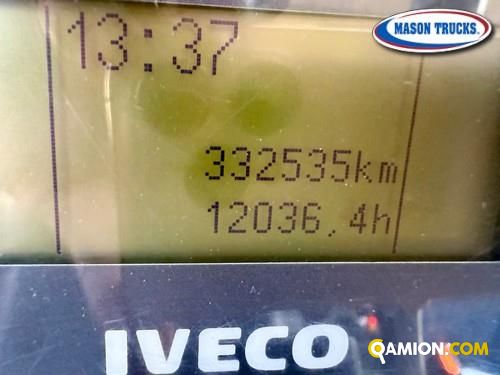 MASON TRUCKS.
13:37
332535km
12036,4h
IVECO
QAMION.COM®